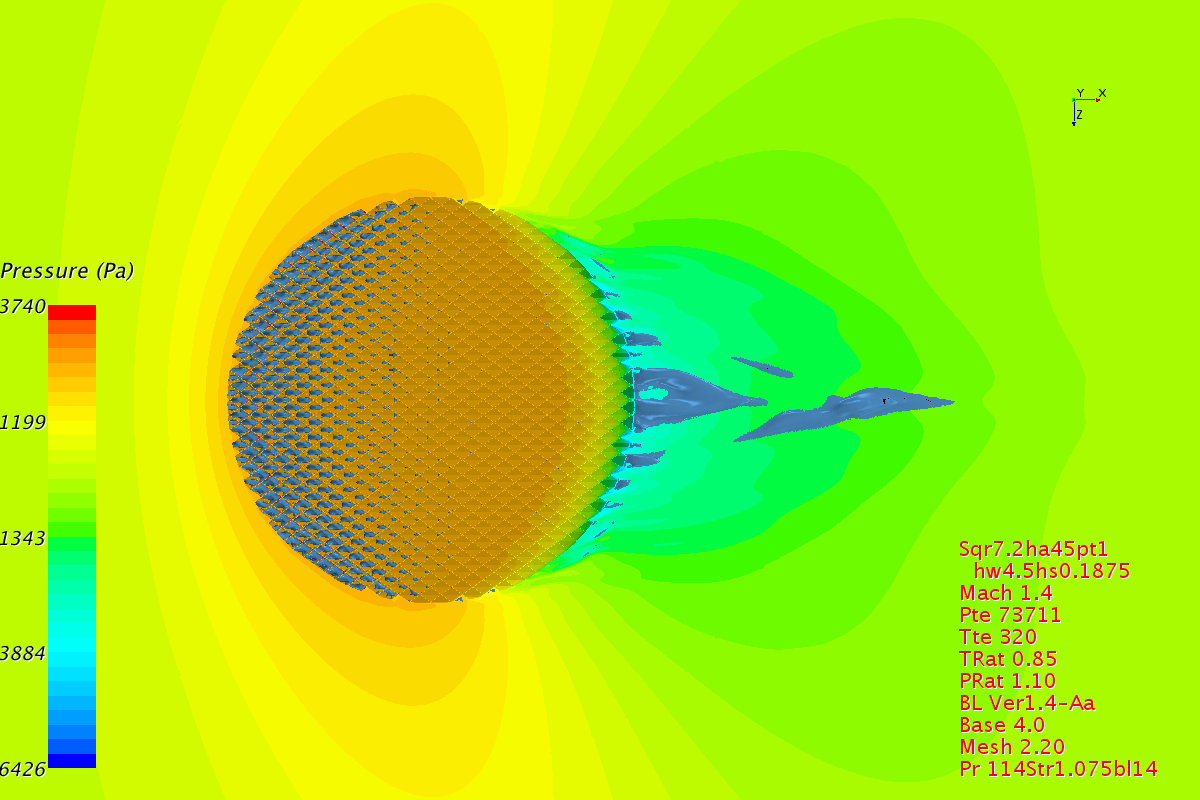 Y X
Z
Pressure (Pa)
3740
1199
1343
3884
6426
Sqr7.2ha45pt1
hw4.5hs0.1875
Mach 1.4
Pte 73711
Tte 320
TRat 0.85
PRat 1.10
BL Ver1.4-Aa
Base 4.0
Mesh 2.20
Pr 114Str1.075bl14